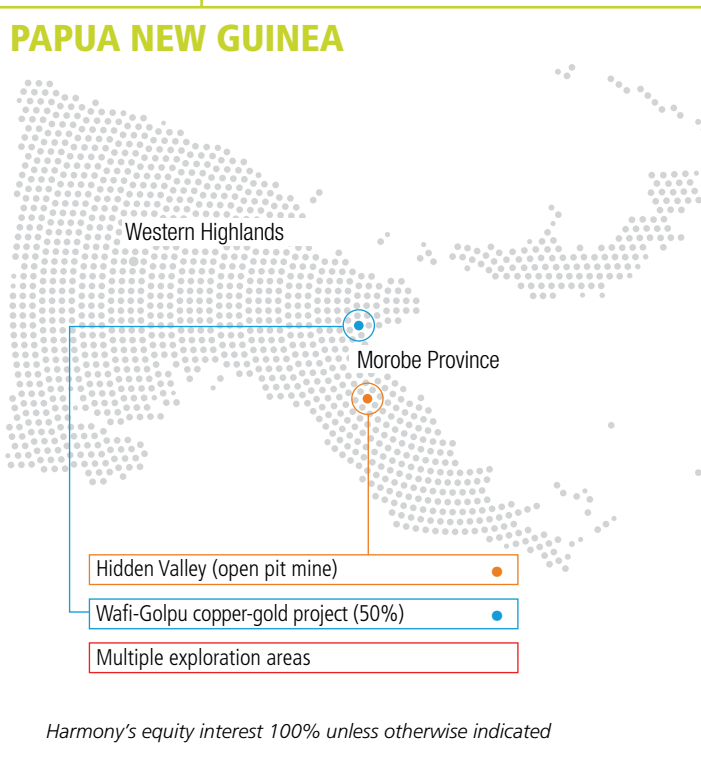 PAPUA NEW GUINEA
Western Highlands
Morobe Province
Hidden Valley (open pit mine)
Wafi-Golpu copper-gold project (50%)
Multiple exploration areas
Harmony’s equity interest 100% unless otherwise indicated